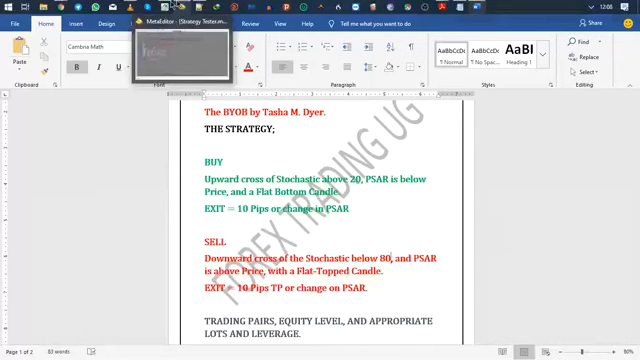 12:08
File
Home
Insert
Design
View
Tell me what you want to do
MetaEditor - [Strategy Tester.m...
Paste
Cambria Math
B I U
Font
Paragraph
Styles
AaBbCcDc AaBbCcDc AaBl
¶ Normal ¶ No Spac... Heading 1
Find
Replace
Select
Editing
FOREX TRADING UG
The BYOB by Tasha M. Dyer.
THE STRATEGY;
BUY
Upward cross of Stochastic above 20, PSAR is below
Price, and a Flat Bottom Candle.
EXIT = 10 Pips or change in PSAR
SELL
Downward cross of the Stochastic below 80, and PSAR
is above Price, with a Flat-Topped Candle.
EXIT = 10 Pips TP or change on PSAR.
TRADING PAIRS, EQUITY LEVEL, AND APPROPRIATE
LOTS AND LEVERAGE.
Page 1 of 2 83 words
80%